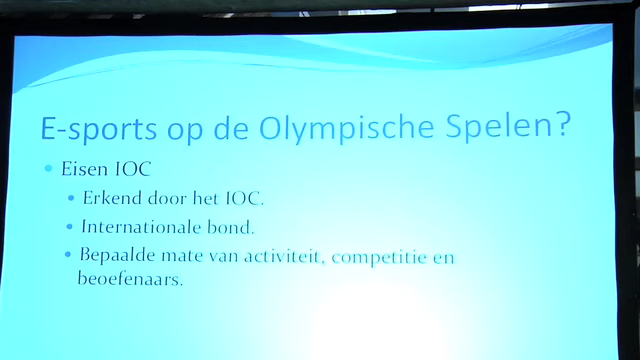 E-sports op de Olympische Spelen?
Eisen IOC
Erkend door het IOC.
Internationale bond.
Bepaalde mate van activiteit, competitie en
beoefenaars.